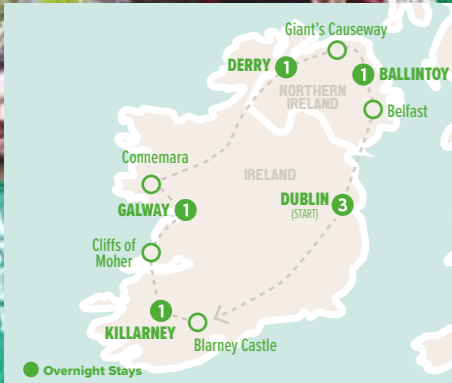 Giant's Causeway
DERRY 1
1 BALLINTOY
NORTHERN
IRELAND
Belfast
Connemara
IRELAND
DUBLIN 3
(START)
GALWAY 1
Cliffs of
Moher
1
KILLARNEY
Blarney Castle
Overnight Stays